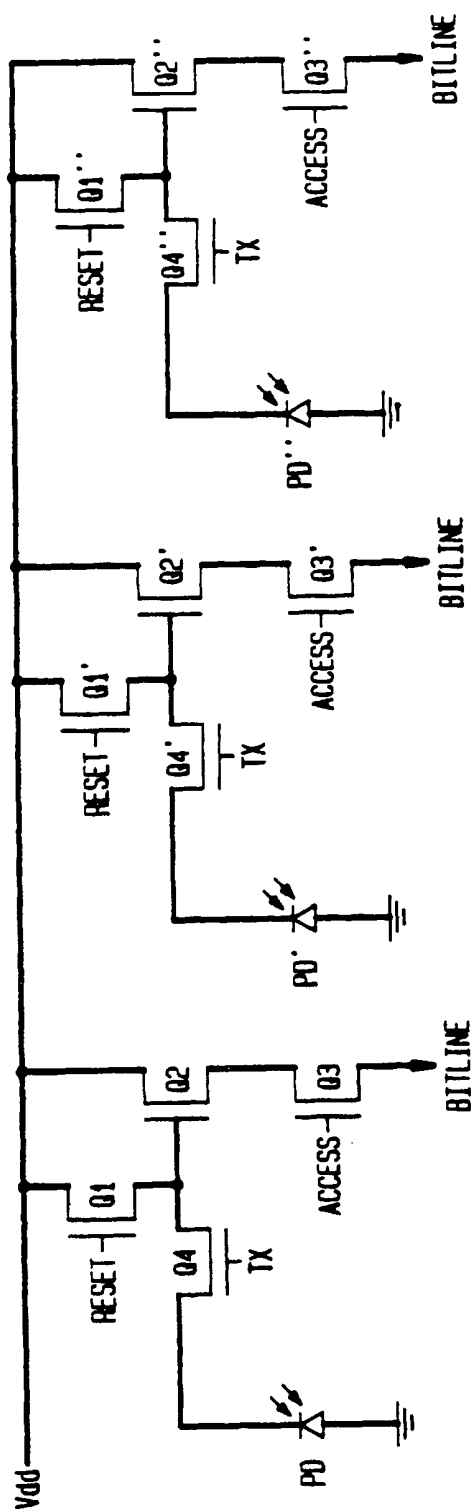 Vdd
RESET
Q1
Q2
Q4
TX
PD
ACCESS
Q3
BITLINE
RESET
Q1'
Q2'
Q4'
TX
PD'
ACCESS
Q3'
BITLINE
RESET
Q1''
Q2''
Q4''
TX
PD''
ACCESS
Q3''
BITLINE